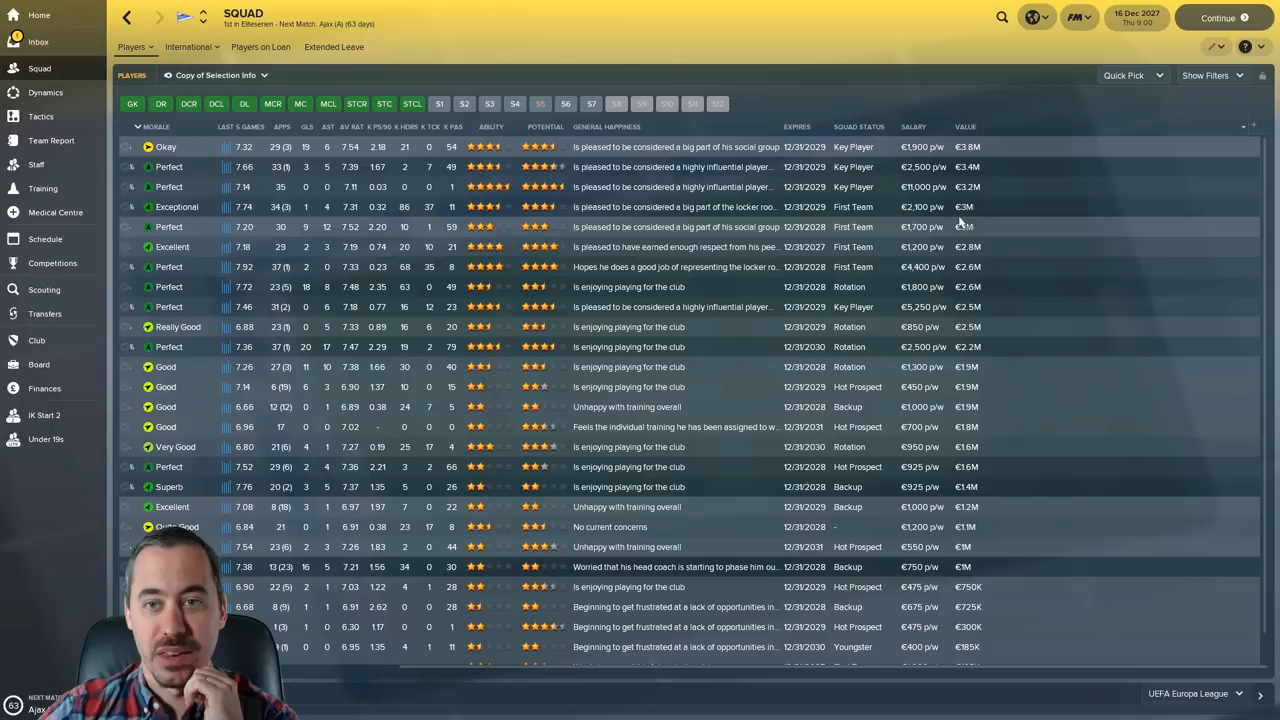 Home
SQUAD
1st in Eliteserien - Next Match: Ajax (A) (63 days)
FM
16 Dec 2027
Thu 9:00
Continue
1
Inbox
Squad
Dynamics
Tactics
Team Report
Staff
Training
Medical Centre
Schedule
Competitions
Scouting
Transfers
Club
Board
Finances
IK Start 2
Under 19s
Players International Players on Loan Extended Leave
PLAYERS Copy of Selection Info Quick Pick Show Filters
GK DR DCR DCL DL MCR MC MCL STCR STC STCL S1 S2 S3 S4 S5 S6 S7 S8 S9 S10 S11 S12
MORALE LAST 5 GAMES APPS GLS AST AV RAT K PS/90 K HDRS K TCK K PAS ABILITY POTENTIAL GENERAL HAPPINESS EXPIRES SQUAD STATUS SALARY VALUE
Okay 7.32 29 (3) 19 6 7.54 2.18 21 0 54 Is pleased to be considered a big part of his social group 12/31/2029 Key Player €1,900 p/w €3.8M
Perfect 7.66 33 (1) 3 5 7.39 1.67 2 7 49 Is pleased to be considered a highly influential player... 12/31/2029 Key Player €2,500 p/w €3.4M
Perfect 7.14 35 0 0 7.11 0.03 0 0 1 Is pleased to be considered a highly influential player... 12/31/2029 Key Player €11,000 p/w €3.2M
Exceptional 7.74 34 (3) 1 4 7.31 0.32 86 37 11 Is pleased to be considered a big part of the locker roo... 12/31/2029 First Team €2,100 p/w €3M
Perfect 7.20 30 9 12 7.52 2.20 10 1 59 Is pleased to be considered a big part of his social group 12/31/2028 First Team €1,700 p/w
Excellent 7.18 29 2 3 7.19 0.74 20 10 21 Is pleased to have earned enough respect from his pee... 12/31/2027 First Team €1,200 p/w €2.8M
Perfect 7.92 37 (1) 2 0 7.33 0.23 68 35 8 Hopes he does a good job of representing the locker ro... 12/31/2028 First Team €4,400 p/w €2.6M
Perfect 7.72 23 (5) 18 8 7.48 2.35 63 0 49 Is enjoying playing for the club 12/31/2028 Rotation €1,800 p/w €2.6M
Perfect 7.46 31 (2) 0 6 7.18 0.77 16 12 23 Is pleased to be considered a highly influential player... 12/31/2028 Key Player €5,250 p/w €2.5M
Really Good 6.88 23 (1) 5 0 7.33 0.89 16 6 20 Is enjoying playing for the club 12/31/2029 Rotation €850 p/w €2.5M
Perfect 7.36 37 (1) 20 17 7.47 2.29 19 2 79 Is enjoying playing for the club 12/31/2030 Rotation €2,500 p/w €2.2M
Good 7.26 27 (3) 11 10 7.38 1.66 30 0 40 Is enjoying playing for the club 12/31/2028 Rotation €1,300 p/w €1.9M
Good 7.14 6 (19) 6 3 6.90 1.37 10 0 15 Is enjoying playing for the club 12/31/2029 Hot Prospect €450 p/w €1.9M
Good 6.66 12 (12) 0 1 6.89 0.38 24 7 5 Unhappy with training overall 12/31/2028 Backup €1,000 p/w €1.9M
Good 6.96 17 0 0 7.02 - 0 0 0 Feels the individual training he has been assigned to w... 12/31/2031 Hot Prospect €700 p/w €1.8M
Very Good 6.80 21 (6) 4 1 7.27 0.19 25 17 4 Is enjoying playing for the club 12/31/2030 Rotation €950 p/w €1.6M
Perfect 7.52 29 (6) 2 4 7.36 2.21 3 2 66 Is enjoying playing for the club 12/31/2028 Hot Prospect €925 p/w €1.6M
Superb 7.76 20 (2) 3 5 7.37 1.35 5 0 26 Is enjoying playing for the club 12/31/2028 Backup €925 p/w €1.4M
Excellent 7.08 8 (18) 3 1 6.97 1.97 7 0 22 Unhappy with training overall 12/31/2029 Backup €1,000 p/w €1.2M
Quite Good 6.84 21 0 1 6.91 0.38 23 17 8 No current concerns 12/31/2028 - €1,200 p/w €1.1M
7.54 23 (6) 2 3 7.26 1.83 2 0 44 Unhappy with training overall 12/31/2031 Hot Prospect €550 p/w €1M
7.38 13 (23) 16 5 7.21 1.56 34 0 30 Worried that his head coach is starting to phase him ou... 12/31/2028 Backup €750 p/w €1M
6.90 22 (5) 1 3 7.03 1.22 4 1 28 Is enjoying playing for the club 12/31/2029 Hot Prospect €475 p/w €750K
6.68 8 (9) 1 1 6.91 2.62 0 0 28 Beginning to get frustrated at a lack of opportunities in... 12/31/2028 Backup €675 p/w €725K
(3) 0 0 6.30 1.17 0 0 1 Beginning to get frustrated at a lack of opportunities in... 12/31/2029 Hot Prospect €475 p/w €300K
(1) 0 0 6.95 1.35 4 1 11 Beginning to get frustrated at a lack of opportunities in... 12/31/2030 Youngster €400 p/w €185K
63 NEXT MATCH
Ajax
UEFA Europa League